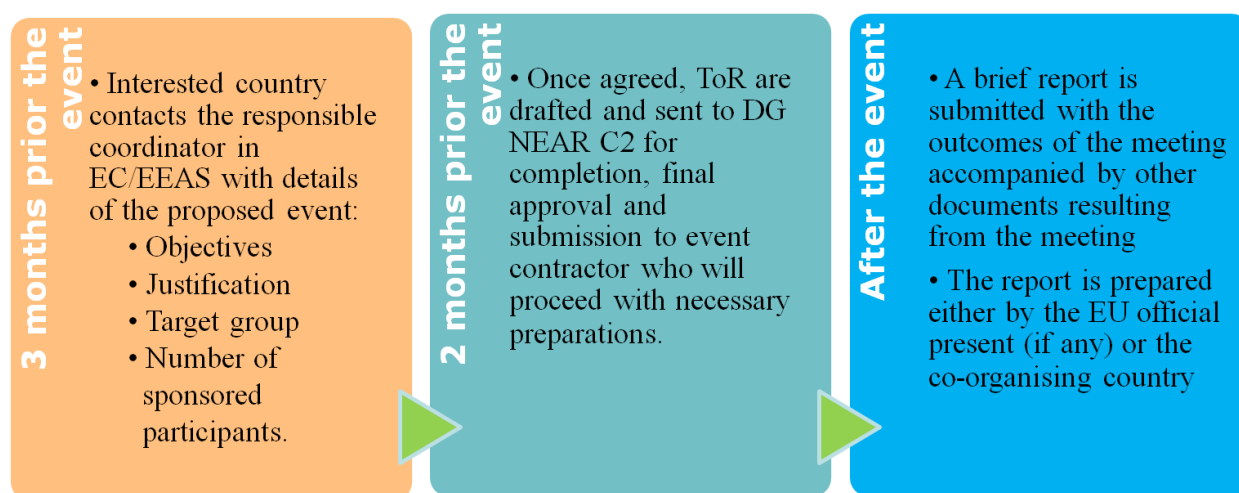 3 months prior the
event
• Interested country
contacts the responsible
coordinator in
EC/EEAS with details
of the proposed event:
• Objectives
• Justification
• Target group
• Number of
sponsored
participants.
2 months prior the
event
• Once agreed, ToR are
drafted and sent to DG
NEAR C2 for
completion, final
approval and
submission to event
contractor who will
proceed with necessary
preparations.
After the event
• A brief report is
submitted with the
outcomes of the meeting
accompanied by other
documents resulting
from the meeting
• The report is prepared
either by the EU official
present (if any) or the
co-organising country